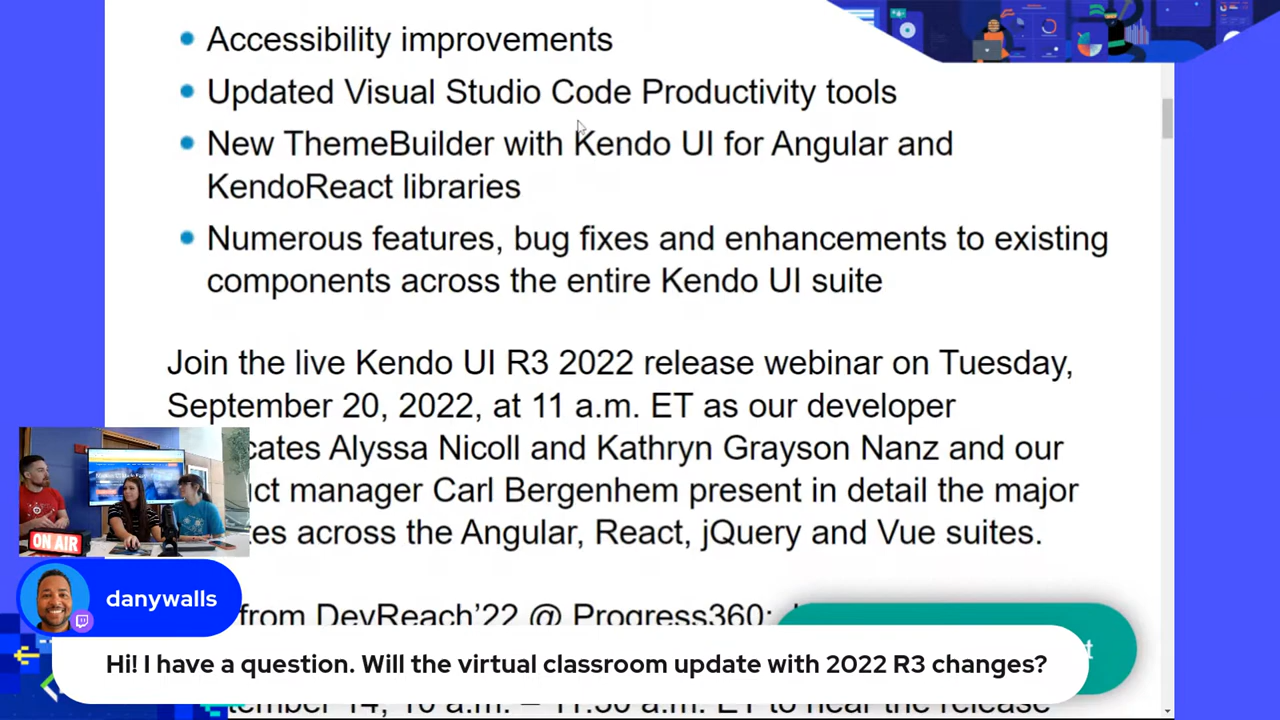 Accessibility improvements
Updated Visual Studio Code Productivity tools
New ThemeBuilder with Kendo UI for Angular and
KendoReact libraries
Numerous features, bug fixes and enhancements to existing
components across the entire Kendo UI suite
Join the live Kendo UI R3 2022 release webinar on Tuesday,
September 20, 2022, at 11 a.m. ET as our developer
cates Alyssa Nicoll and Kathryn Grayson Nanz and our
ct manager Carl Bergenhem present in detail the major
es across the Angular, React, jQuery and Vue suites.
ON AIR
danywalls
from DevReach'22 @ Progress360:
Hi! I have a question. Will the virtual classroom update with 2022 R3 changes?
ET to hear the release